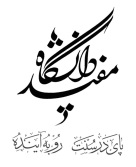 دانشگاه مفید
پای در سنت رو به آینده